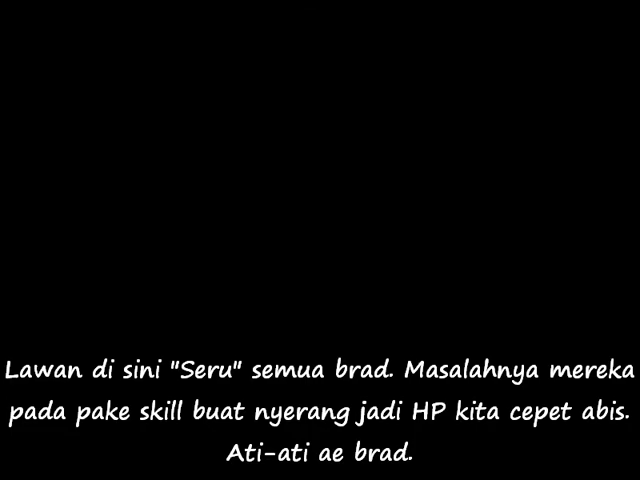 Lawan di sini "Seru" semua brad. Masalahnya mereka
pada pake skill buat nyerang jadi HP kita cepet abis.
Ati-ati ae brad.